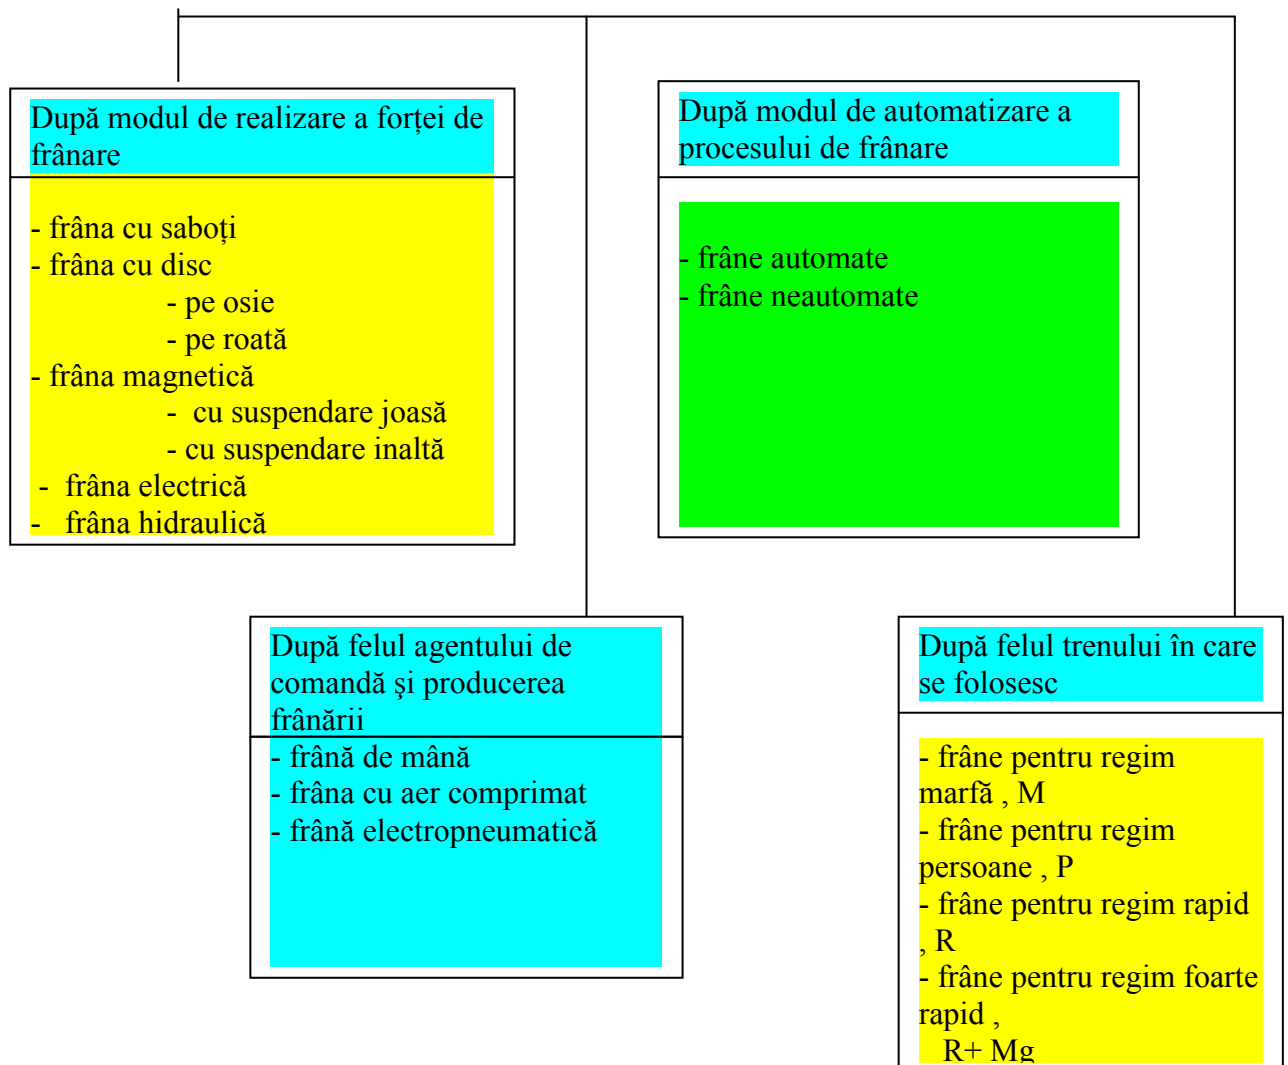 După modul de realizare a forței de
frânare
- frâna cu saboți
- frâna cu disc
- pe osie
- pe roată
- frâna magnetică
- cu suspendare joasă
- cu suspendare inaltă
- frâna electrică
- frâna hidraulică
După modul de automatizare a
procesului de frânare
- frâne automate
- frâne neautomate
După felul agentului de
comandă şi producerea
frânării
- frână de mână
- frâna cu aer comprimat
- frână electropneumatică
După felul trenului în care
se folosesc
- frâne pentru regim
marfă , M
- frâne pentru regim
persoane , P
- frâne pentru regim rapid
, R
- frâne pentru regim foarte
rapid ,
R+ Mg